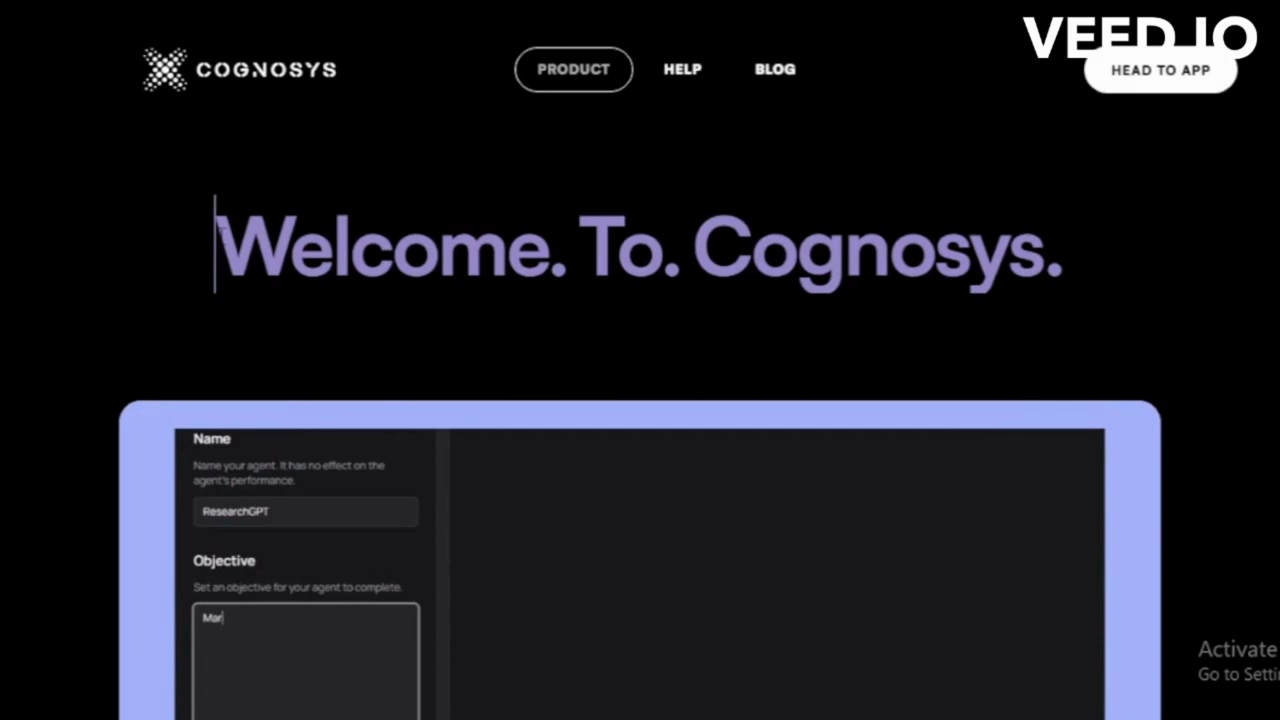 VEED.IO
COGNOSYS
PRODUCT
HELP
BLOG
HEAD TO APP
Welcome. To. Cognosys.
Name
Name your agent. It has no effect on the
agent's performance.
ResearchGPT
Objective
Set an objective for your agent to complete.
Mar
Activate
Go to Setti